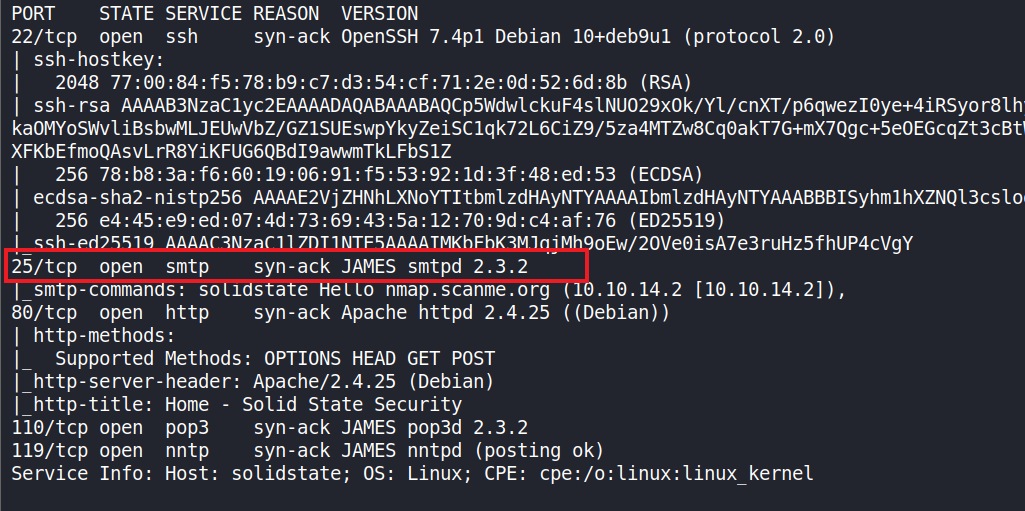 PORT    STATE SERVICE REASON  VERSION
22/tcp  open  ssh     syn-ack OpenSSH 7.4p1 Debian 10+deb9u1 (protocol 2.0)
| ssh-hostkey:
|   2048 77:00:84:f5:78:b9:c7:d3:54:cf:71:2e:0d:52:6d:8b (RSA)
| ssh-rsa AAAAB3NzaC1yc2EAAAADAQABAAABAQCp5WdwlckuF4slNUO29xOk/Yl/cnXT/p6qwezI0ye+4iRSyor8lh
kaOMYoSWvliBsbwMLJEUwVbZ/GZ1SUEswpYkyZeiSC1qk72L6CiZ9/5za4MTZw8Cq0akT7G+mX7Qgc+5eOEGcqZt3cBtW
XFKbEfmoQAsvLrR8YiKFUG6QBdI9awwmTkLFbS1Z
|   256 78:b8:3a:f6:60:19:06:91:f5:53:92:1d:3f:48:ed:53 (ECDSA)
| ecdsa-sha2-nistp256 AAAAE2VjZHNhLXNoYTItbmlzdHAyNTYAAAAIbmlzdHAyNTYAAABBBISyhm1hXZNQl3cslo
|   256 e4:45:e9:ed:07:4d:73:69:43:5a:12:70:9d:c4:af:76 (ED25519)
|_ssh-ed25519 AAAAC3NzaC1lZDI1NTE5AAAAIMKbFbK3MJqjMh9oEw/2OVe0isA7e3ruHz5fhUP4cVgY
25/tcp  open  smtp    syn-ack JAMES smtpd 2.3.2
|_smtp-commands: solidstate Hello nmap.scanme.org (10.10.14.2 [10.10.14.2]),
80/tcp  open  http    syn-ack Apache httpd 2.4.25 ((Debian))
| http-methods:
|_  Supported Methods: OPTIONS HEAD GET POST
|_http-server-header: Apache/2.4.25 (Debian)
|_http-title: Home - Solid State Security
110/tcp open  pop3    syn-ack JAMES pop3d 2.3.2
119/tcp open  nntp    syn-ack JAMES nntpd (posting ok)
Service Info: Host: solidstate; OS: Linux; CPE: cpe:/o:linux:linux_kernel